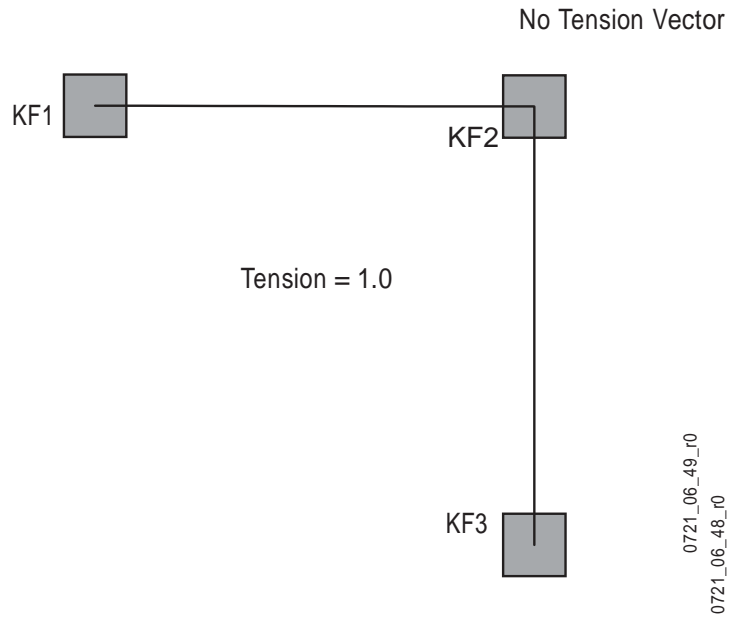 No Tension Vector
KF1
KF2
Tension = 1.0
KF3
0721_06_49_r0
0721_06_48_r0